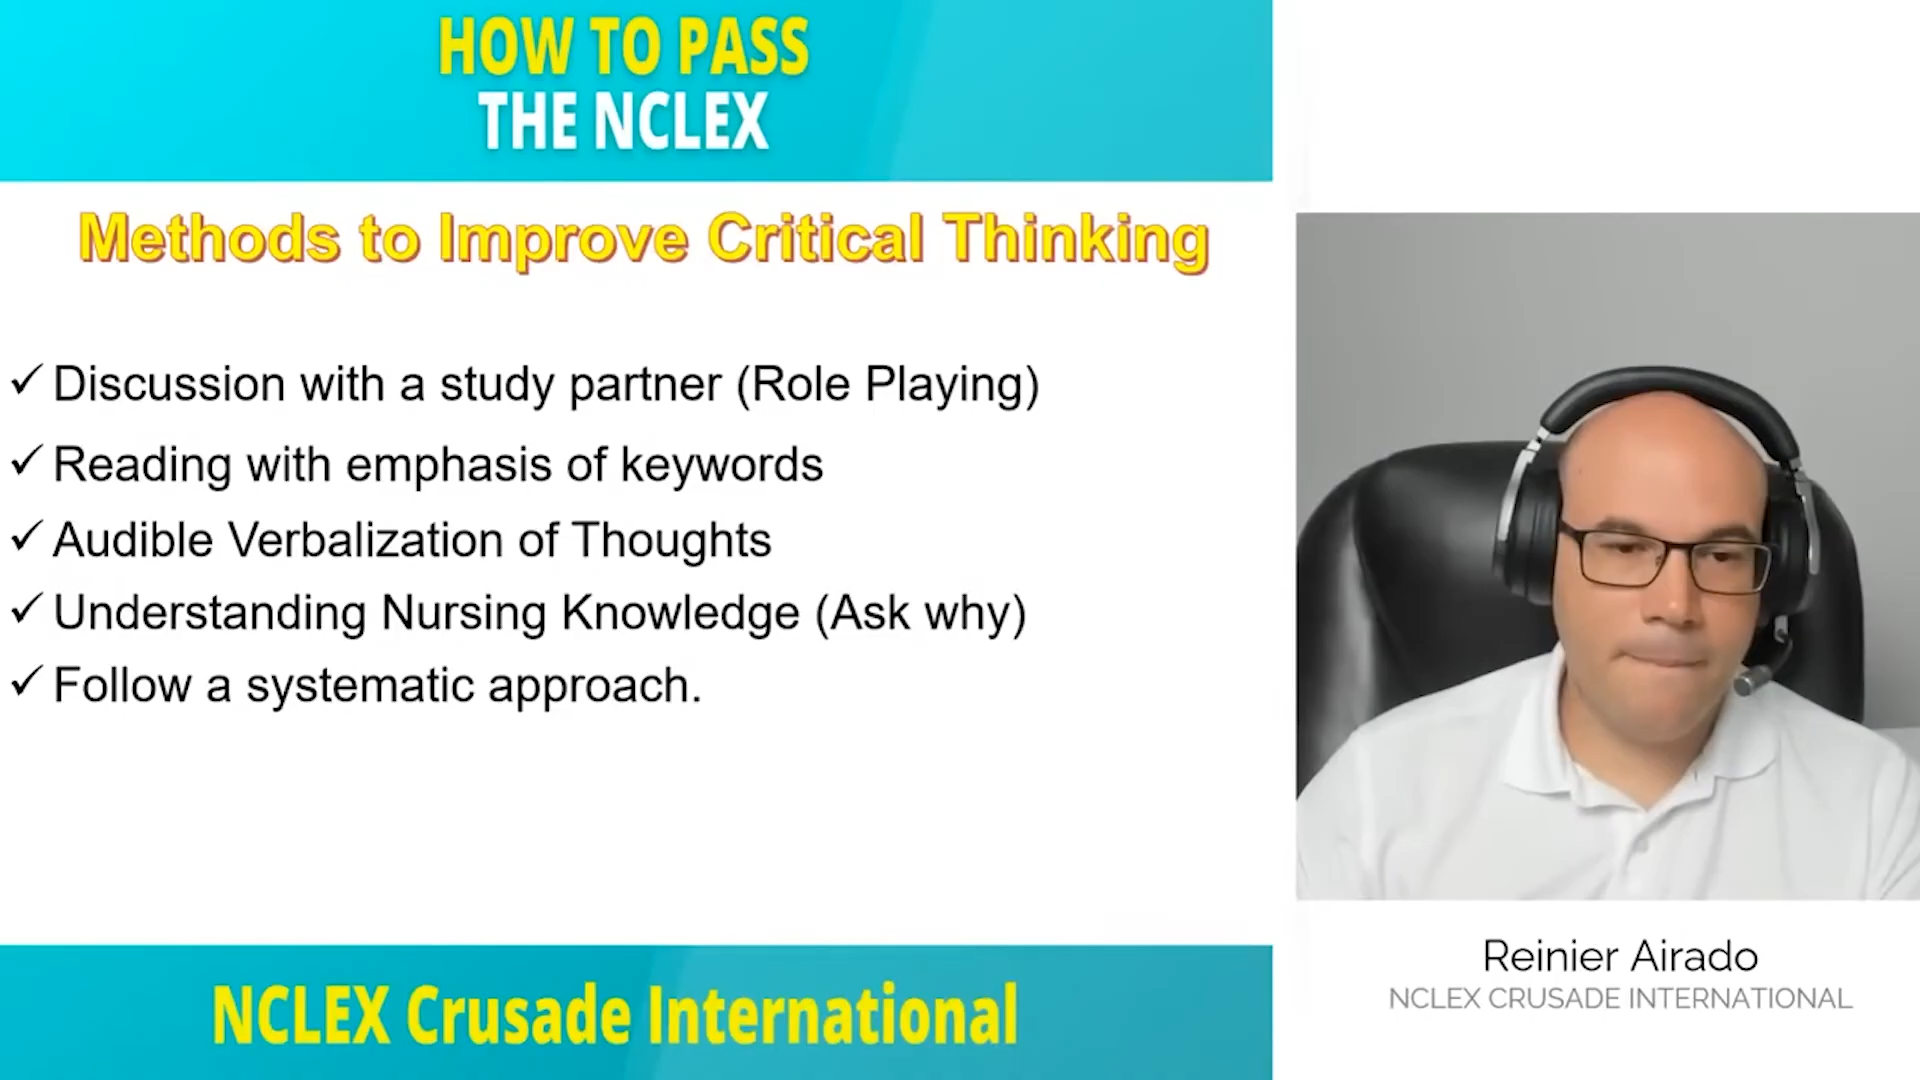 HOW TO PASS
THE NCLEX
Methods to Improve Critical Thinking
✓ Discussion with a study partner (Role Playing)
✓ Reading with emphasis of keywords
✓ Audible Verbalization of Thoughts
✓ Understanding Nursing Knowledge (Ask why)
✓ Follow a systematic approach.
NCLEX Crusade International
Reinier Airado
NCLEX CRUSADE INTERNATIONAL